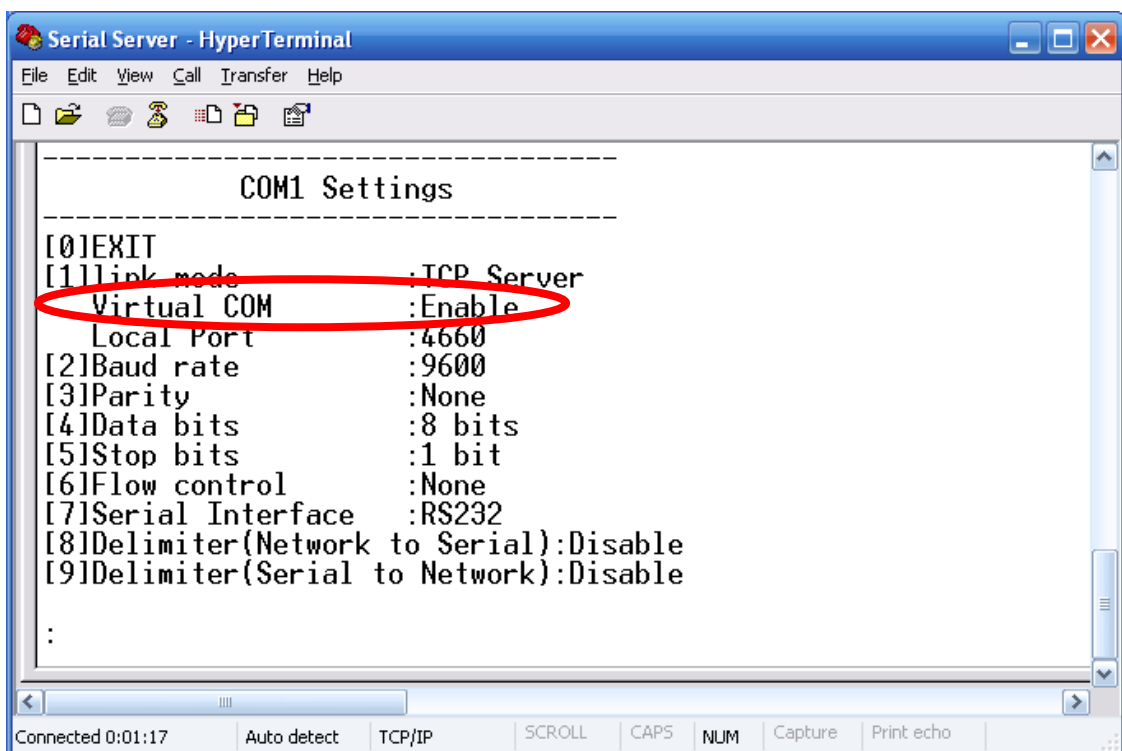 Serial Server - HyperTerminal
File Edit View Call Transfer Help
COM1 Settings
[0]EXIT
[1]link mode :TCP Server
Virtual COM :Enable
Local Port :4660
[2]Baud rate :9600
[3]Parity :None
[4]Data bits :8 bits
[5]Stop bits :1 bit
[6]Flow control :None
[7]Serial Interface :RS232
[8]Delimiter(Network to Serial):Disable
[9]Delimiter(Serial to Network):Disable
:
Connected 0:01:17 Auto detect TCP/IP SCROLL CAPS NUM Capture Print echo